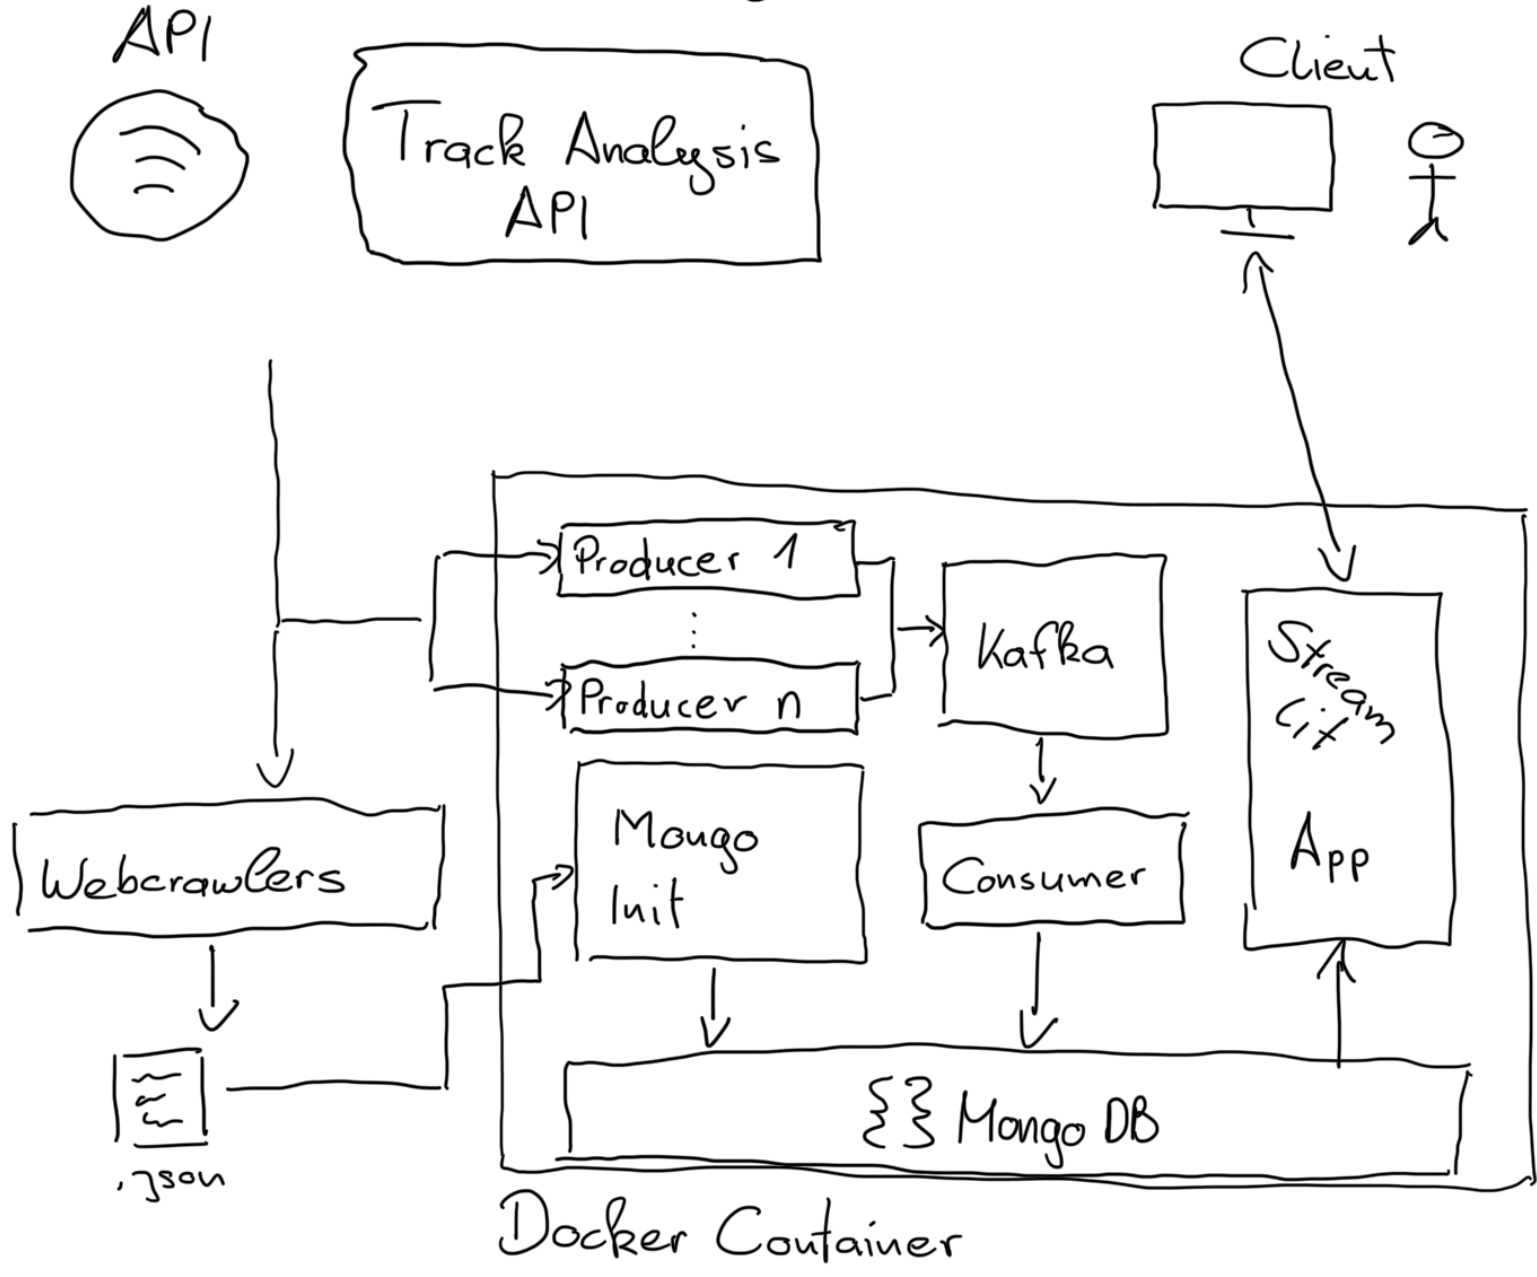 API
Track Analysis
API
Client
Producer 1
⋮
Producer n
Kafka
Stream
Lit
App
Mongo
Init
Consumer
Webcrawlers
.json
{} Mongo DB
Docker Container